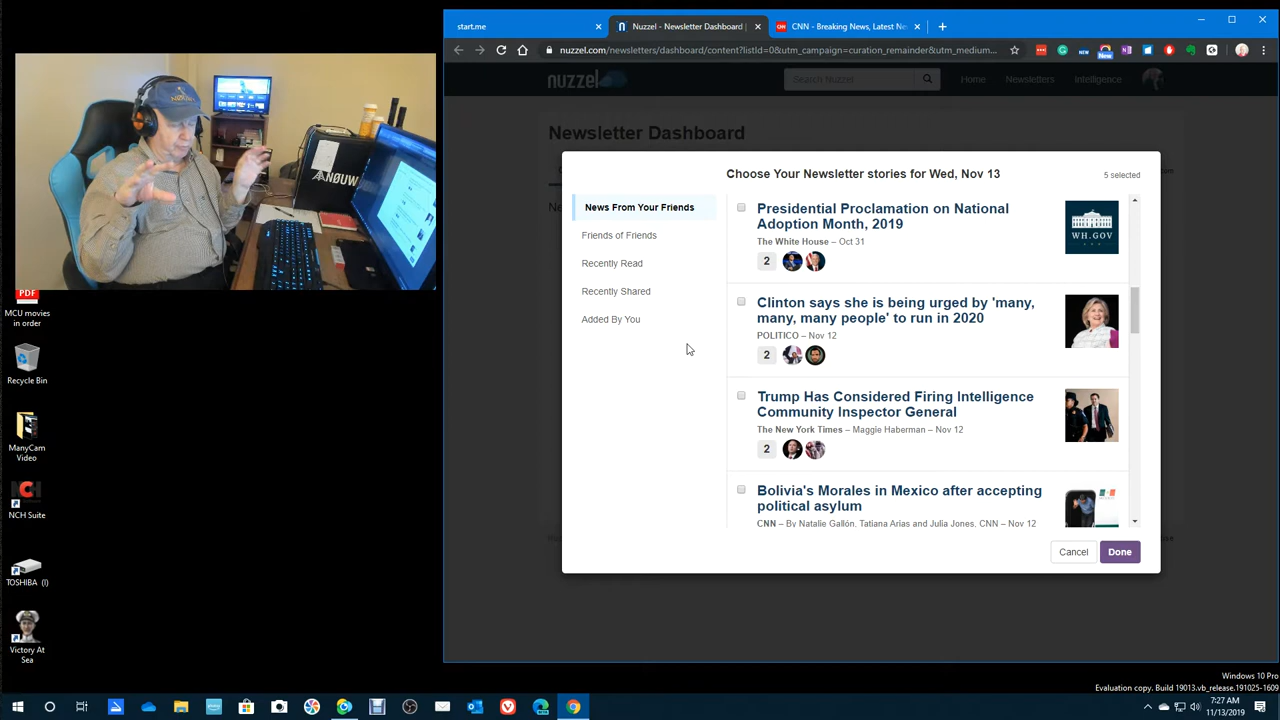 start.me
Nuzzel - Newsletter Dashboard |
CNN - Breaking News, Latest Ne
nuzzel.com/newsletters/dashboard/content?listId=0&utm_campaign=curation_remainder&utm_medium...
New
nuzzel
Search Nuzzel
Home
Newsletters
Intelligence
Newsletter Dashboard
Choose Your Newsletter stories for Wed, Nov 13
5 selected
News From Your Friends
Friends of Friends
Recently Read
Recently Shared
Added By You
Presidential Proclamation on National
Adoption Month, 2019
The White House – Oct 31
2
WH.GOV
Clinton says she is being urged by 'many,
many, many people' to run in 2020
POLITICO – Nov 12
2
Trump Has Considered Firing Intelligence
Community Inspector General
The New York Times – Maggie Haberman – Nov 12
2
Bolivia's Morales in Mexico after accepting
political asylum
CNN – By Natalie Gallón, Tatiana Arias and Julia Jones, CNN – Nov 12
Cancel
Done
PDF
MCU movies
in order
Recycle Bin
ManyCam
Video
NCH Suite
TOSHIBA (I)
Victory At
Sea
Windows 10 Pro
Evaluation copy. Build 19013.vb_release.191025-1609
7:27 AM
11/13/2019